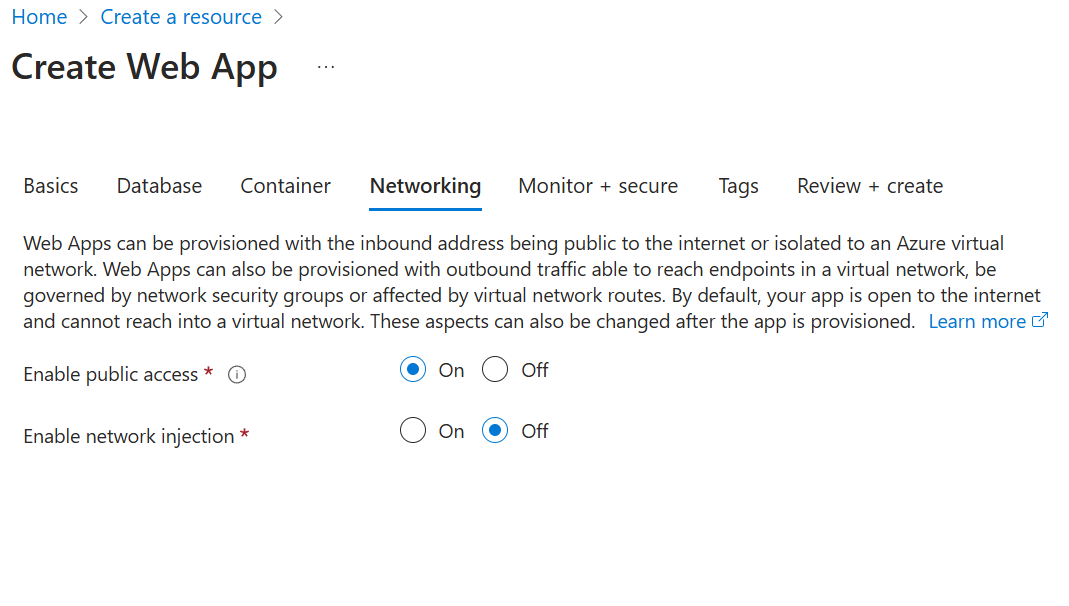 Home > Create a resource >
Create Web App ...
Basics Database Container Networking Monitor + secure Tags Review + create
Web Apps can be provisioned with the inbound address being public to the internet or isolated to an Azure virtual
network. Web Apps can also be provisioned with outbound traffic able to reach endpoints in a virtual network, be
governed by network security groups or affected by virtual network routes. By default, your app is open to the internet
and cannot reach into a virtual network. These aspects can also be changed after the app is provisioned. Learn more
Enable public access * On Off
Enable network injection * On Off